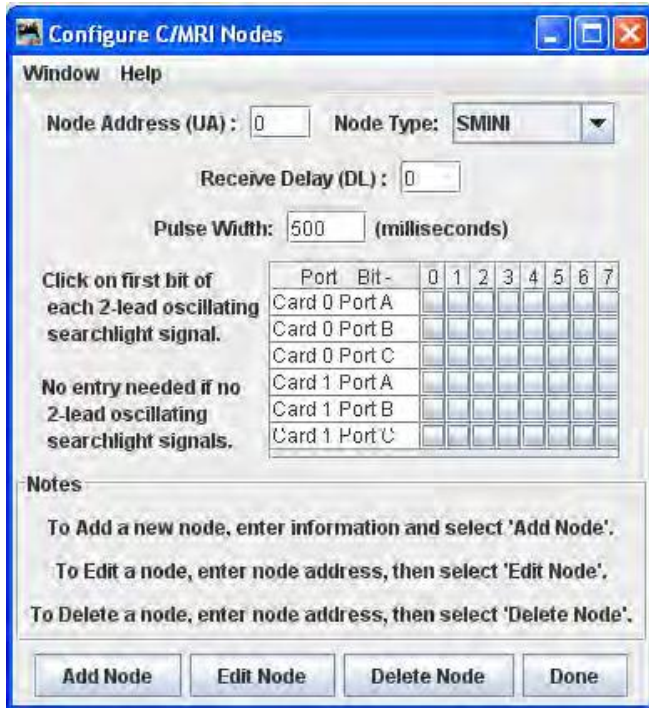 Configure C/MRI Nodes
Window Help
Node Address (UA) : 0 Node Type: SMINI
Receive Delay (DL) : 0
Pulse Width: 500 (milliseconds)
Click on first bit of
each 2-lead oscillating
searchlight signal.
No entry needed if no
2-lead oscillating
searchlight signals.
Port Bit - 0 1 2 3 4 5 6 7
Card 0 Port A
Card 0 Port B
Card 0 Port C
Card 1 Port A
Card 1 Port B
Card 1 Port C
Notes
To Add a new node, enter information and select 'Add Node'.
To Edit a node, enter node address, then select 'Edit Node'.
To Delete a node, enter node address, then select 'Delete Node'.
Add Node Edit Node Delete Node Done